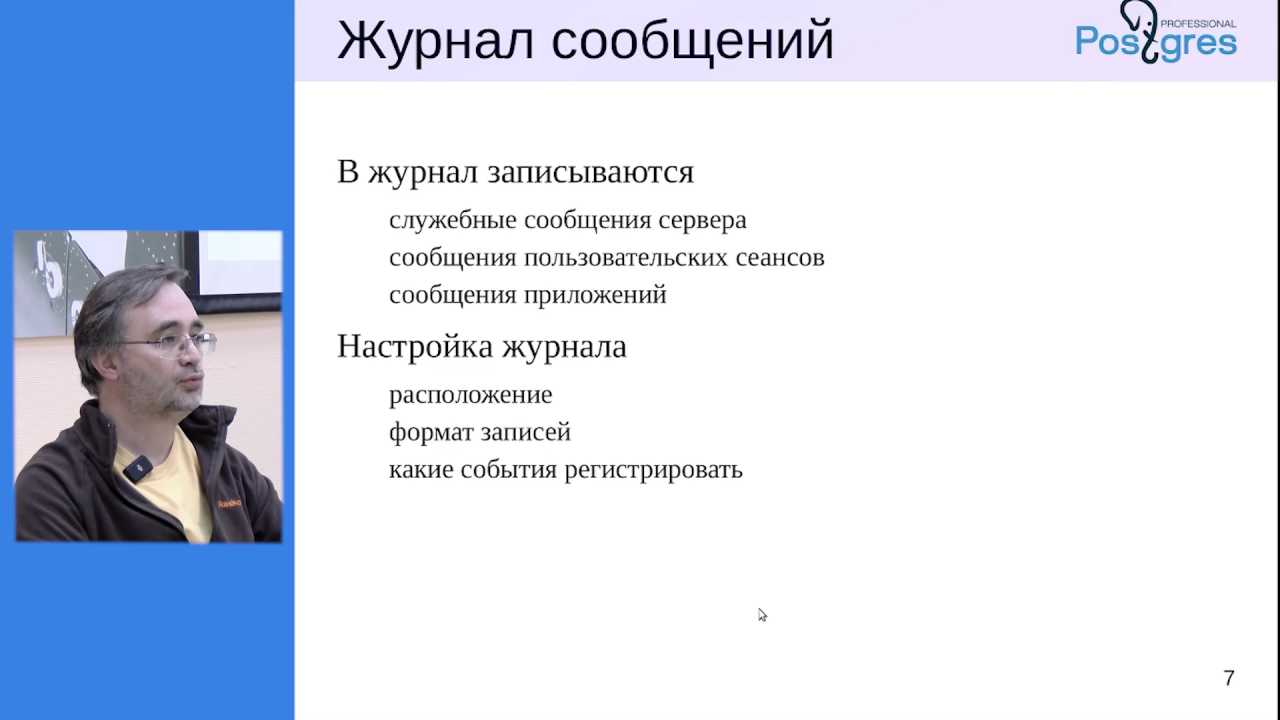 Журнал сообщений
PROFESSIONAL
Postgres
В журнал записываются
служебные сообщения сервера
сообщения пользовательских сеансов
сообщения приложений
Настройка журнала
расположение
формат записей
какие события регистрировать
7